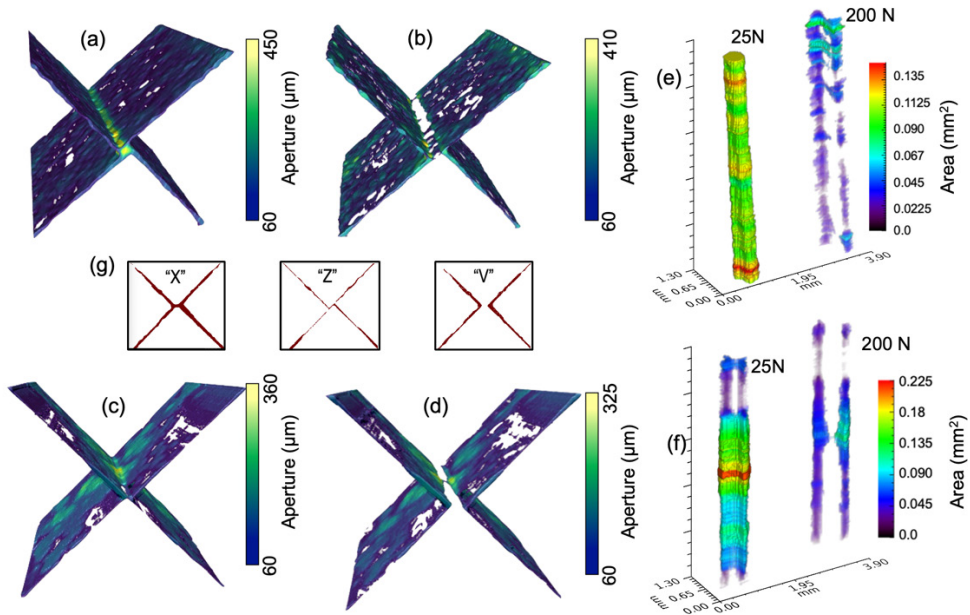 (a)
450
Aperture (µm)
60
(b)
410
Aperture (µm)
60
(e)
25N
200 N
0.135
0.1125
0.090
0.067
0.045
0.0225
0.0
Area (mm²)
1.30
0.65
0.00
mm
0.00
1.95
mm
3.90
(g)
"X"
"Z"
"V"
(c)
360
Aperture (µm)
60
(d)
325
Aperture (µm)
60
(f)
25N
200 N
0.225
0.18
0.135
0.090
0.045
0.0
Area (mm²)
1.30
0.65
0.00
mm
0.00
1.95
mm
3.90